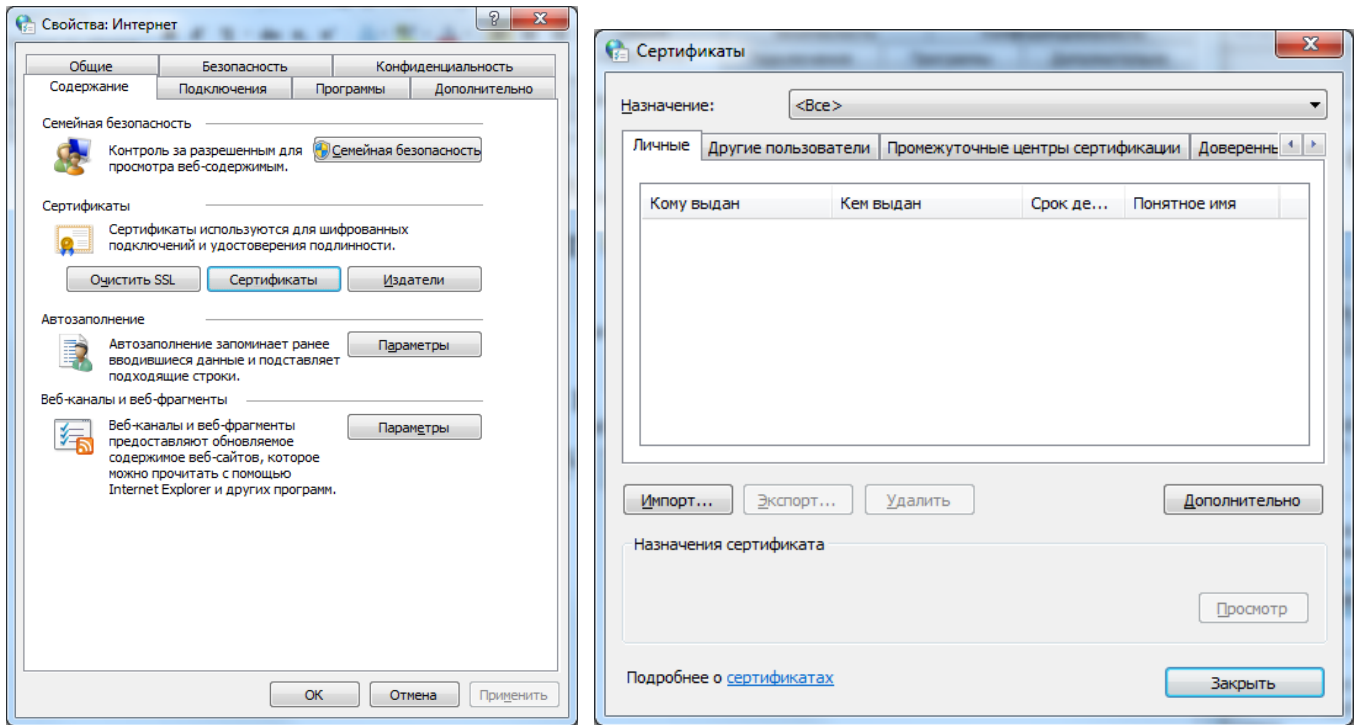 Свойства: Интернет
Общие
Безопасность
Конфиденциальность
Содержание
Подключения
Программы
Дополнительно
Семейная безопасность
Контроль за разрешенным для
просмотра веб-содержимым.
Семейная безопасность
Сертификаты
Сертификаты используются для шифрованных
подключений и удостоверения подлинности.
Очистить SSL
Сертификаты
Издатели
Автозаполнение
Автозаполнение запоминает ранее
вводившиеся данные и подставляет
подходящие строки.
Параметры
Веб-каналы и веб-фрагменты
Веб-каналы и веб-фрагменты
предоставляют обновляемое
содержимое веб-сайтов, которое
можно прочитать с помощью
Internet Explorer и других программ.
Параметры
ОК
Отмена
Применить
Сертификаты
Назначение:
<Все>
Личные
Другие пользователи
Промежуточные центры сертификации
Доверенны
Кому выдан
Кем выдан
Срок де...
Понятное имя
Импорт...
Экспорт...
Удалить
Дополнительно
Назначения сертификата
Просмотр
Подробнее о сертификатах
Закрыть